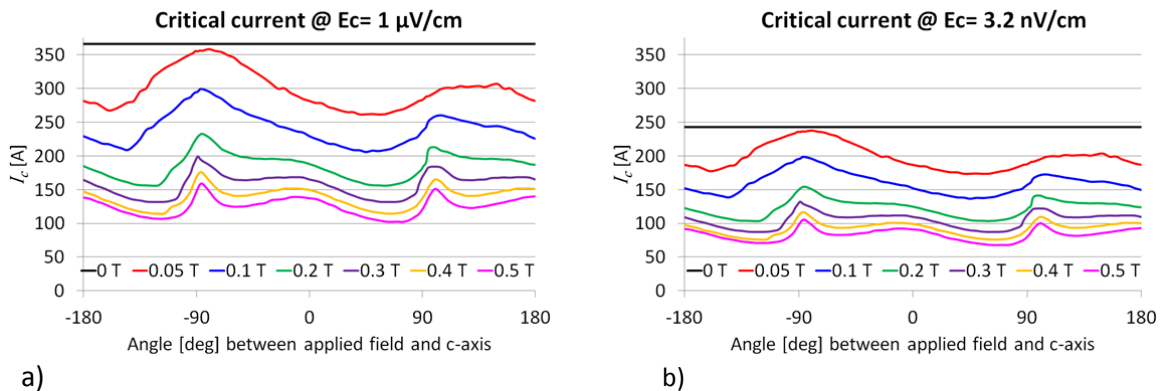 Critical current @ Ec= 1 µV/cm
350
300
250
200
150
100
50
0
I_c [A]
0 T 0.05 T 0.1 T 0.2 T 0.3 T 0.4 T 0.5 T
-180 -90 0 90 180
Angle [deg] between applied field and c-axis
a)
Critical current @ Ec= 3.2 nV/cm
350
300
250
200
150
100
50
0
I_c [A]
0 T 0.05 T 0.1 T 0.2 T 0.3 T 0.4 T 0.5 T
-180 -90 0 90 180
Angle [deg] between applied field and c-axis
b)